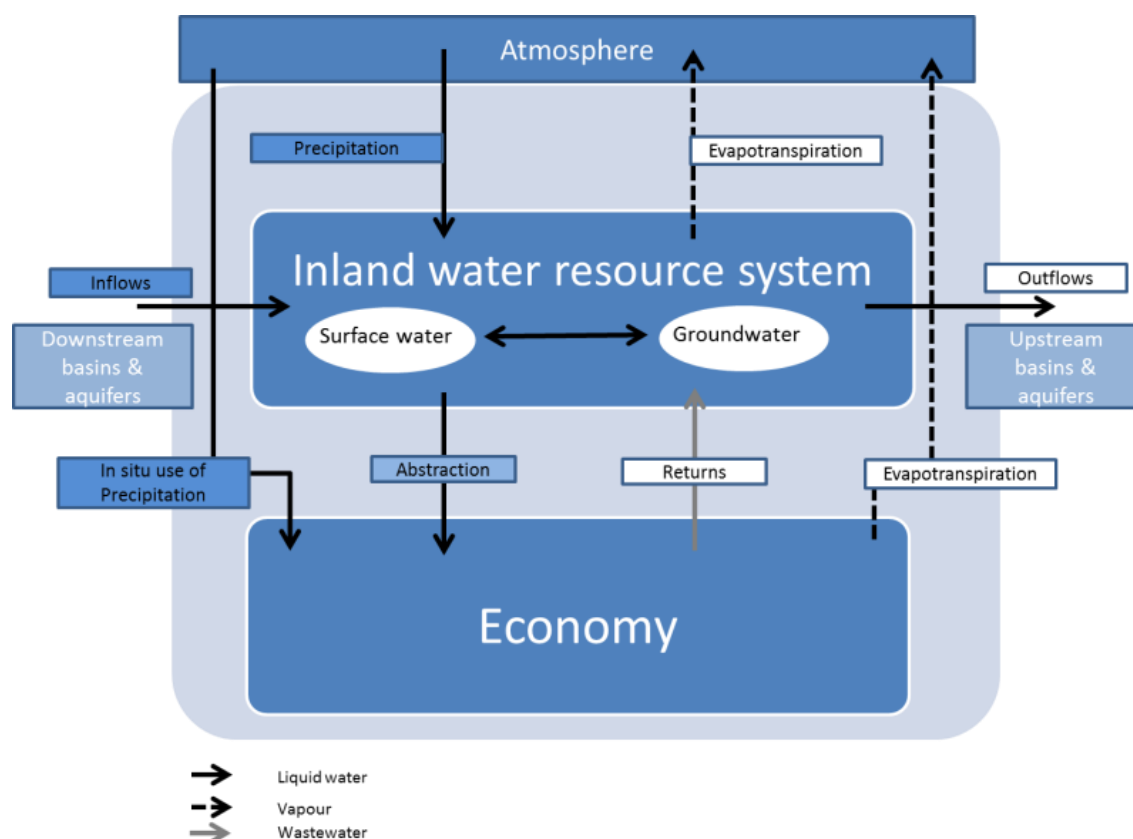 Atmosphere
Precipitation
Evapotranspiration
Inland water resource system
Inflows
Outflows
Surface water
Groundwater
Downstream
basins &
aquifers
Upstream
basins &
aquifers
In situ use of
Precipitation
Abstraction
Returns
Evapotranspiration
Economy
Liquid water
Vapour
Wastewater